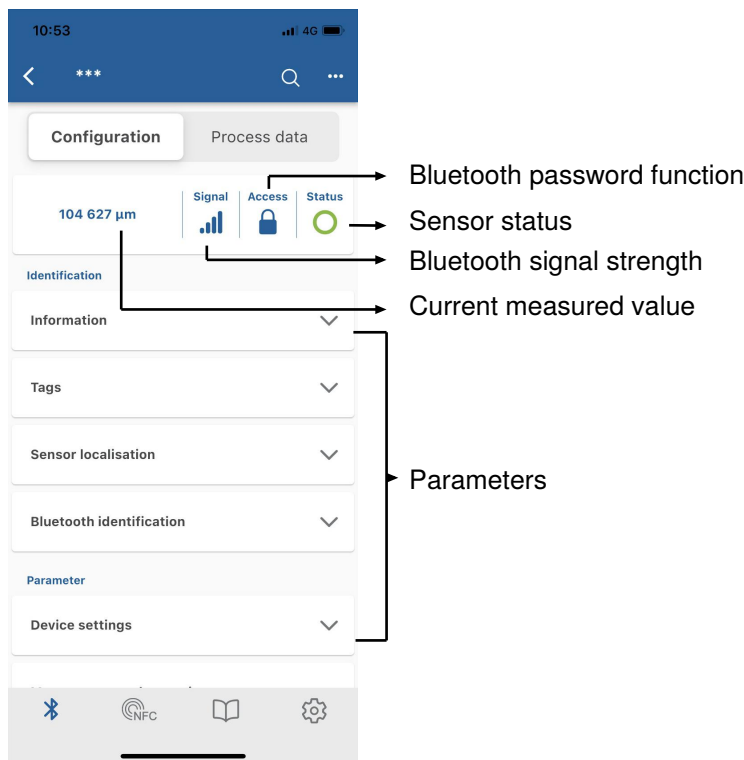 10:53 4G
***
Configuration Process data
Signal Access Status
104 627 µm
Bluetooth password function
Sensor status
Bluetooth signal strength
Current measured value
Identification
Information
Tags
Sensor localisation
Bluetooth identification
Parameters
Parameter
Device settings
NFC